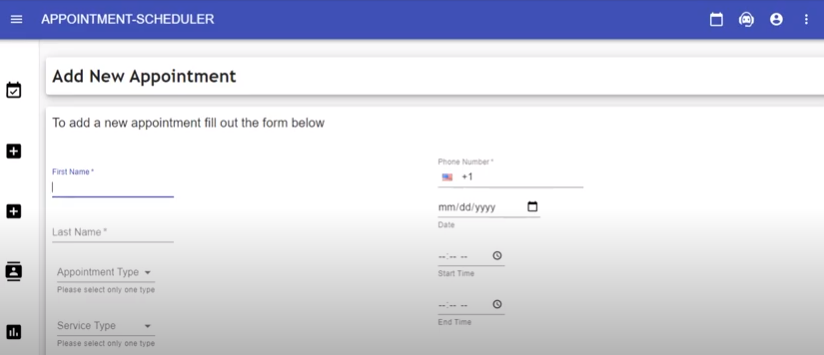 APPOINTMENT-SCHEDULER
Add New Appointment
To add a new appointment fill out the form below
First Name *
Last Name *
Appointment Type
Please select only one type
Service Type
Please select only one type
Phone Number *
+1
mm/dd/yyyy
Date
--:-- --
Start Time
--:-- --
End Time